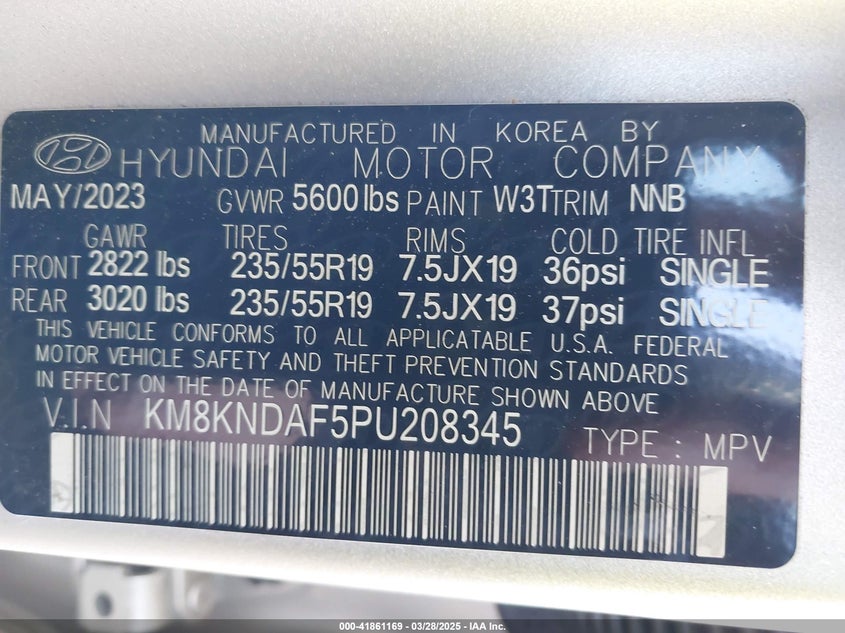 MANUFACTURED IN KOREA BY
HYUNDAI MOTOR COMPANY
MAY/2023 GVWR 5600 lbs PAINT W3T TRIM NNB
GAWR TIRES RIMS COLD TIRE INFL
FRONT 2822 lbs 235/55R19 7.5JX19 36psi SINGLE
REAR 3020 lbs 235/55R19 7.5JX19 37psi SINGLE
THIS VEHICLE CONFORMS TO ALL APPLICATABLE U.S.A. FEDERAL
MOTOR VEHICLE SAFETY AND THEFT PREVENTION STANDARDS
IN EFFECT ON THE DATE OF MANUFACTURE SHOWN ABOVE
V.I.N KM8KNDAF5PU208345 TYPE : MPV
000-41861169 - 03/28/2025 - IAA Inc.